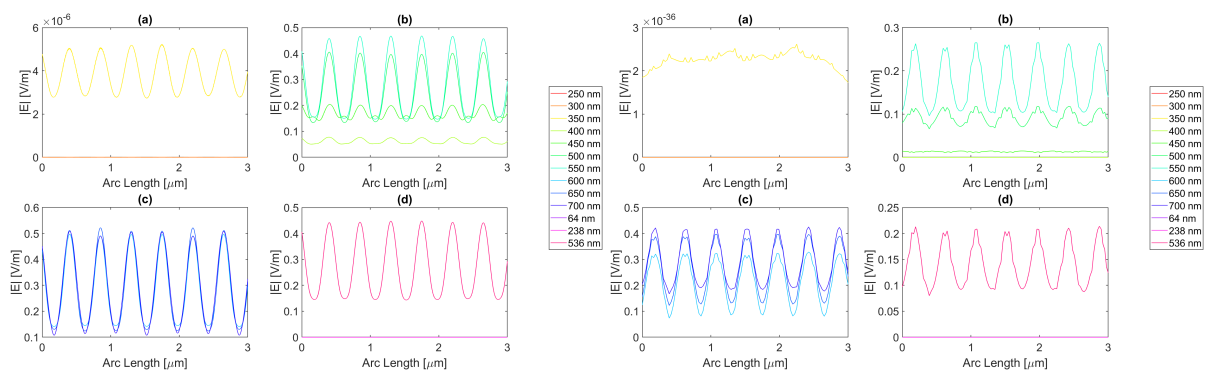 ×10⁻⁶
(a)
|E| [V/m]
6
4
2
0
0 1 2 3
Arc Length [μm]
(b)
|E| [V/m]
0.5
0.4
0.3
0.2
0.1
0
0 1 2 3
Arc Length [μm]
(c)
|E| [V/m]
0.6
0.5
0.4
0.3
0.2
0.1
0 1 2 3
Arc Length [μm]
(d)
|E| [V/m]
0.5
0.4
0.3
0.2
0.1
0
0 1 2 3
Arc Length [μm]
250 nm
300 nm
350 nm
400 nm
450 nm
500 nm
550 nm
600 nm
650 nm
700 nm
64 nm
238 nm
536 nm
×10⁻³⁶
(a)
|E| [V/m]
3
2
1
0
0 1 2 3
Arc Length [μm]
(b)
|E| [V/m]
0.3
0.2
0.1
0
0 1 2 3
Arc Length [μm]
(c)
|E| [V/m]
0.5
0.4
0.3
0.2
0.1
0
0 1 2 3
Arc Length [μm]
(d)
|E| [V/m]
0.25
0.2
0.15
0.1
0.05
0
0 1 2 3
Arc Length [μm]
250 nm
300 nm
350 nm
400 nm
450 nm
500 nm
550 nm
600 nm
650 nm
700 nm
64 nm
238 nm
536 nm